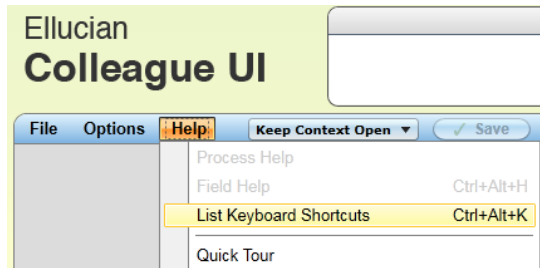 Ellucian
Colleague UI
File Options Help Keep Context Open Save
Process Help
Field Help Ctrl+Alt+H
List Keyboard Shortcuts Ctrl+Alt+K
Quick Tour